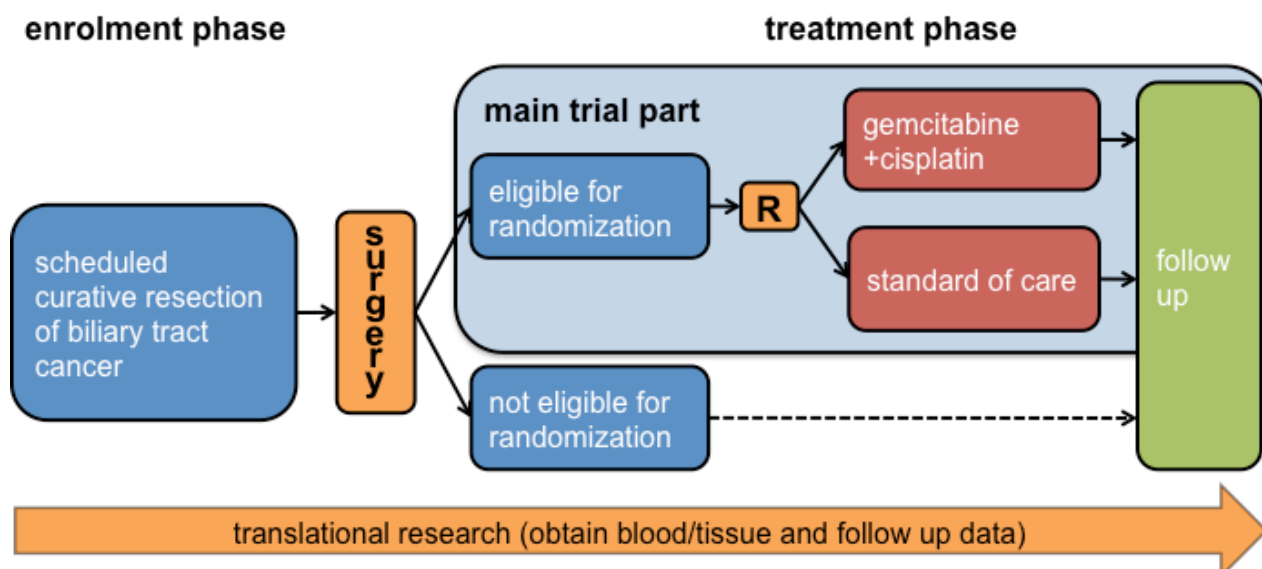 enrolment phase
treatment phase
main trial part
scheduled
curative resection
of biliary tract
cancer
surgery
eligible for
randomization
R
gemcitabine
+cisplatin
standard of care
follow
up
not eligible for
randomization
translational research (obtain blood/tissue and follow up data)